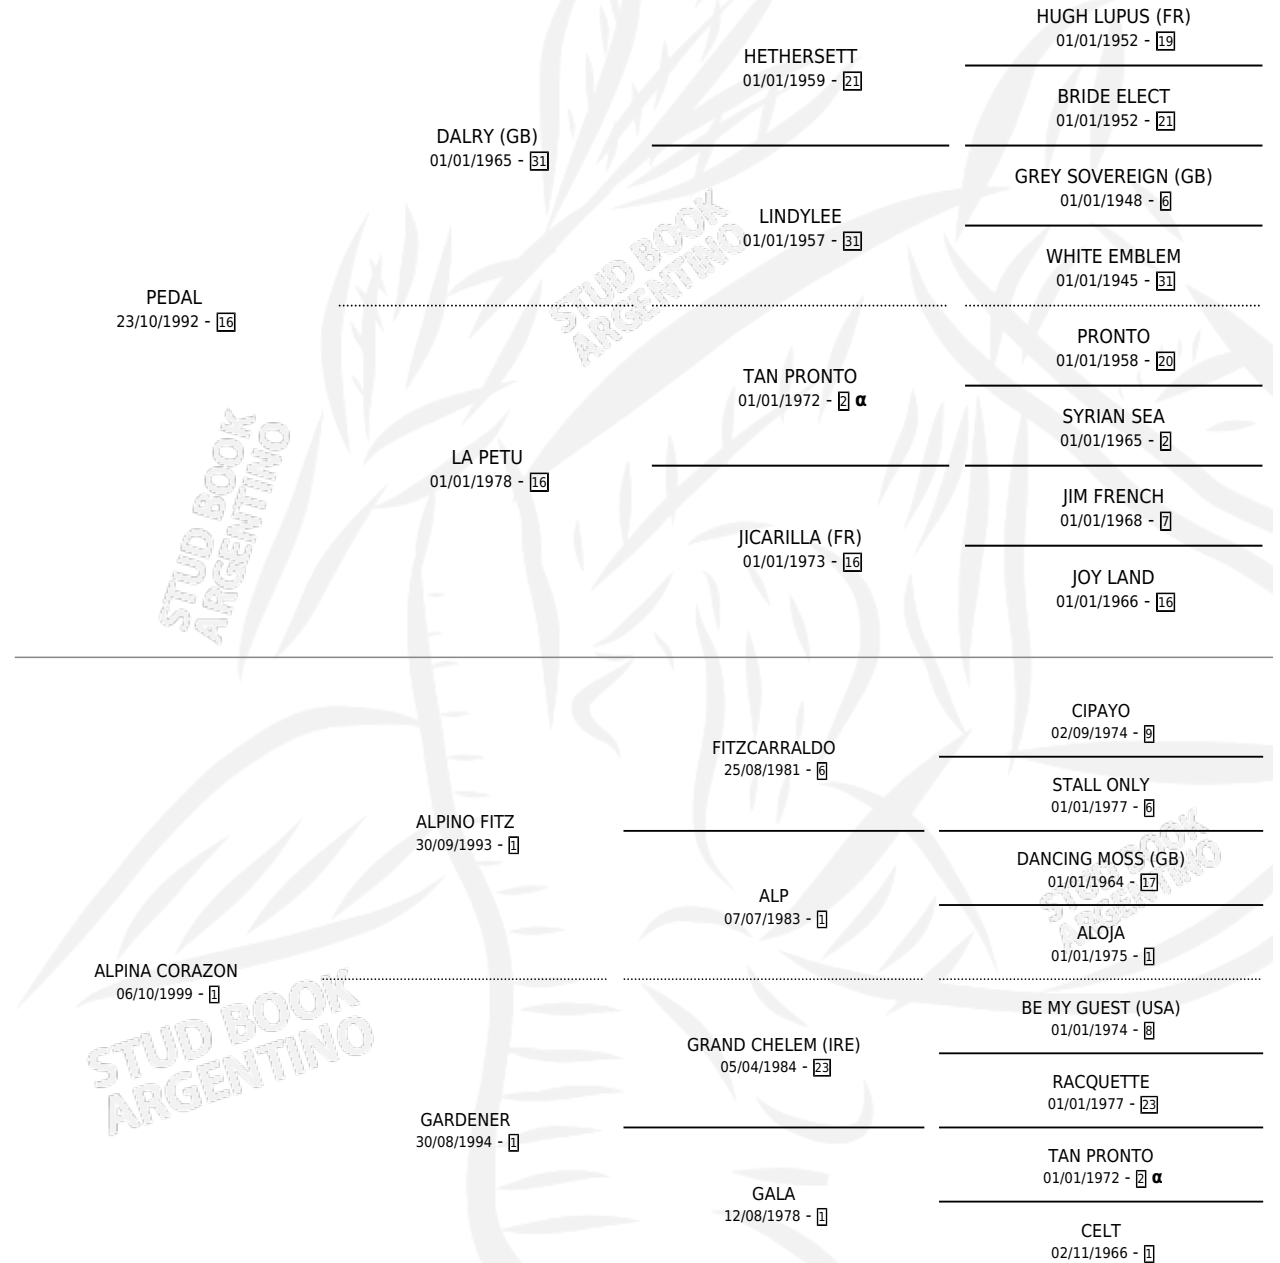 HUGH LUPUS (FR)
01/01/1952 - 19
HETHERSETT
01/01/1959 - 21
BRIDE ELECT
01/01/1952 - 21
DALRY (GB)
01/01/1965 - 31
GREY SOVEREIGN (GB)
01/01/1948 - 6
LINDYLEE
01/01/1957 - 31
WHITE EMBLEM
01/01/1945 - 31
PEDAL
23/10/1992 - 16
PRONTO
01/01/1958 - 20
TAN PRONTO
01/01/1972 - 2 α
SYRIAN SEA
01/01/1965 - 2
LA PETU
01/01/1978 - 16
JIM FRENCH
01/01/1968 - 7
JICARILLA (FR)
01/01/1973 - 16
JOY LAND
01/01/1966 - 16
CIPAYO
02/09/1974 - 9
FITZCARRALDO
25/08/1981 - 6
STALL ONLY
01/01/1977 - 6
ALPINO FITZ
30/09/1993 - 1
DANCING MOSS (GB)
01/01/1964 - 17
ALP
07/07/1983 - 1
ALOJA
01/01/1975 - 1
ALPINA CORAZON
06/10/1999 - 1
BE MY GUEST (USA)
01/01/1974 - 8
GRAND CHELEM (IRE)
05/04/1984 - 23
RACQUETTE
01/01/1977 - 23
GARDENER
30/08/1994 - 1
TAN PRONTO
01/01/1972 - 2 α
GALA
12/08/1978 - 1
CELT
02/11/1966 - 1
STUD BOOK
ARGENTINO
STUD BOOK
ARGENTINO
STUD BOOK
ARGENTINO
STUD BOOK
ARGENTINO